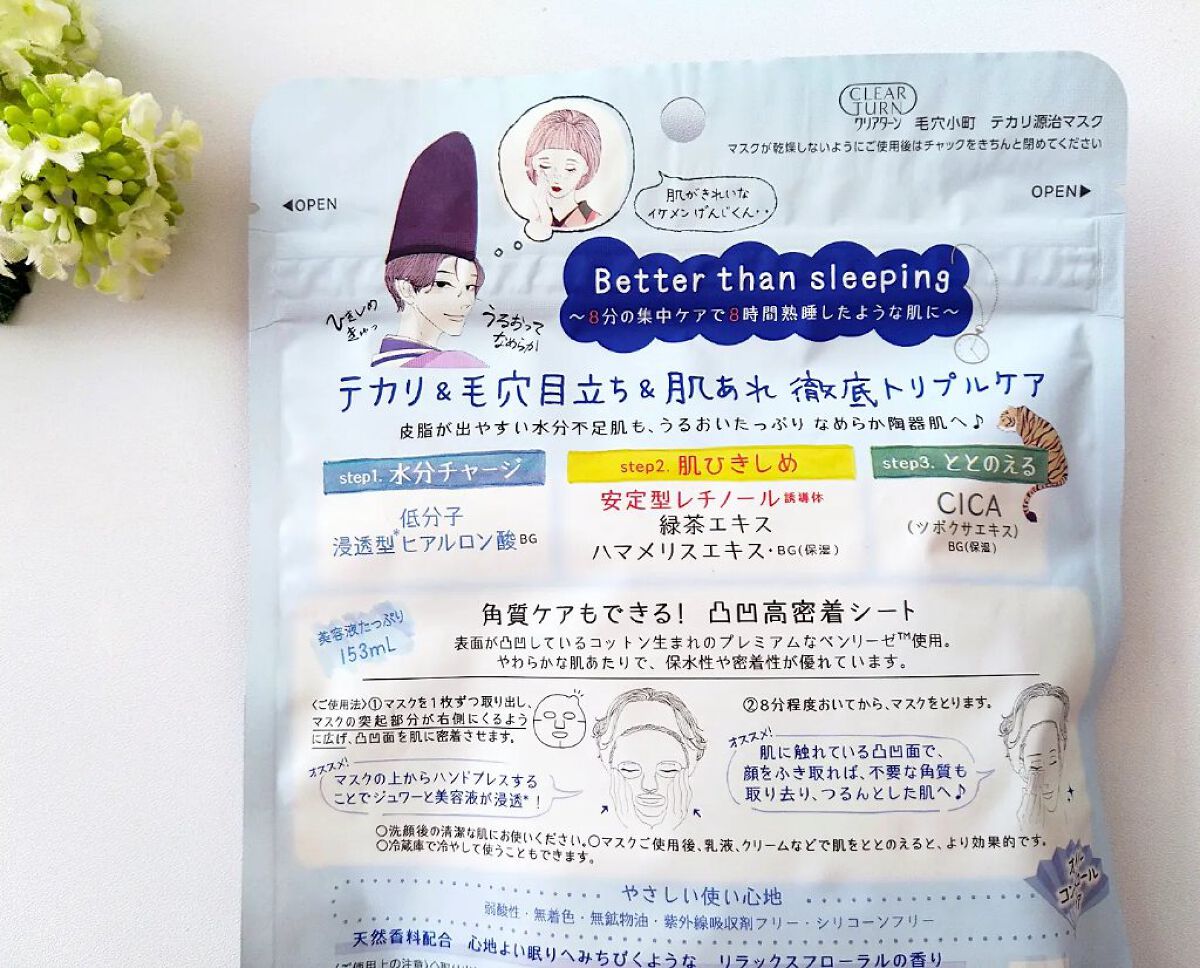 CLEAR
TURN
クリアターン 毛穴小町 テカリ源治マスク
マスクが乾燥しないようにご使用後はチャックをきちんと閉めてください
◀OPEN
OPEN▶
肌がきれいな
イケメンげんじくん・・
ひきしめ
きゅっ
うるおって
なめらか
Better than sleeping
～8分の集中ケアで8時間熟睡したような肌に～
テカリ&毛穴目立ち&肌あれ 徹底トリプルケア
皮脂が出やすい水分不足肌も、うるおいたっぷり なめらか陶器肌へ♪
step1. 水分チャージ
低分子
浸透型*ヒアルロン酸BG
step2. 肌ひきしめ
安定型レチノール誘導体
緑茶エキス
ハマメリスエキス・BG(保湿)
step3. ととのえる
CICA
(ツボクサエキス)
BG(保湿)
美容液たっぷり
153mL
角質ケアもできる! 凸凹高密着シート
表面が凸凹しているコットン生まれのプレミアムなベンリーゼ™使用。
やわらかな肌あたりで、保水性や密着性が優れています。
〈ご使用法〉①マスクを1枚ずつ取り出し、
マスクの突起部分が右側にくるよう
に広げ、凸凹面を肌に密着させます。
オススメ!
マスクの上からハンドプレスする
ことでジュワーと美容液が浸透*!
②8分程度おいてから、マスクをとります。
オススメ!
肌に触れている凸凹面で、
顔をふき取れば、不要な角質も
取り去り、つるんとした肌へ♪
○洗顔後の清潔な肌にお使いください。○マスクご使用後、乳液、クリームなどで肌をととのえると、より効果的です。
○冷蔵庫で冷やして使うこともできます。
やさしい使い心地
弱酸性・無着色・無鉱物油・紫外線吸収剤フリー・シリコーンフリー
天然香料配合 心地よい眠りへみちびくような リラックスフローラルの香り